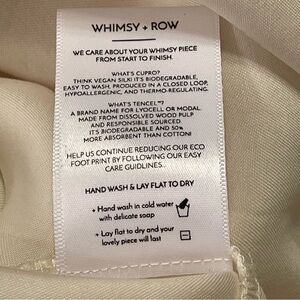 WHIMSY + ROW
WE CARE ABOUT YOUR WHIMSY PIECE
FROM START TO FINISH.
WHAT'S CUPRO?
THINK VEGAN SILK! IT'S BIODEGRADABLE,
EASY TO WASH, PRODUCED IN A CLOSED LOOP,
HYPOALLERGENIC, AND THERMO-REGULATING.
WHAT'S TENCEL™?
A BRAND NAME FOR LYOCELL OR MODAL.
MADE FROM DISSOLVED WOOD PULP
AND RESPONSIBLE SOURCED.
IT'S BIODEGRADABLE AND 50%
MORE ABSORBENT THAN COTTON!
HELP US CONTINUE REDUCING OUR ECO
FOOT PRINT BY FOLLOWING OUR EASY
CARE GUIDLINES..
HAND WASH & LAY FLAT TO DRY
+ Hand wash in cold water
with delicate soap
+ Lay flat to dry and your
lovely piece will last